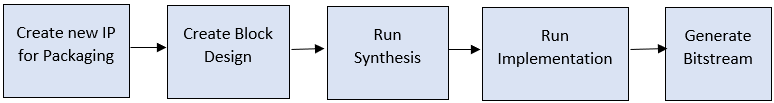 Create new IP
for Packaging
Create Block
Design
Run
Synthesis
Run
Implementation
Generate
Bitstream